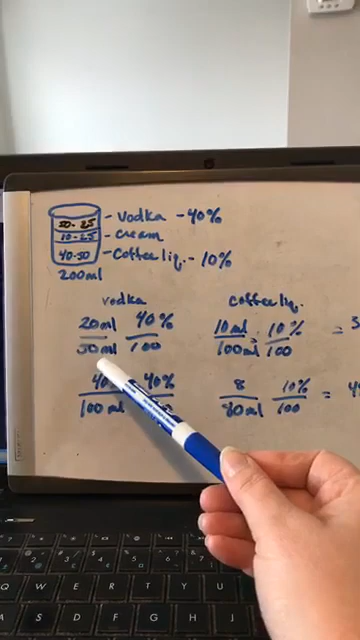 50-25 - Vodka - 40%
10-25 - Cream
40-50 - Coffee liq. - 10%
200ml
vodka coffee liq.
20ml 40% 10ml 10%
50ml 100 100ml 100
40 40% 8 10% =
100ml 80ml 100
Q W E R T Y U I O
A S D F G H J K L